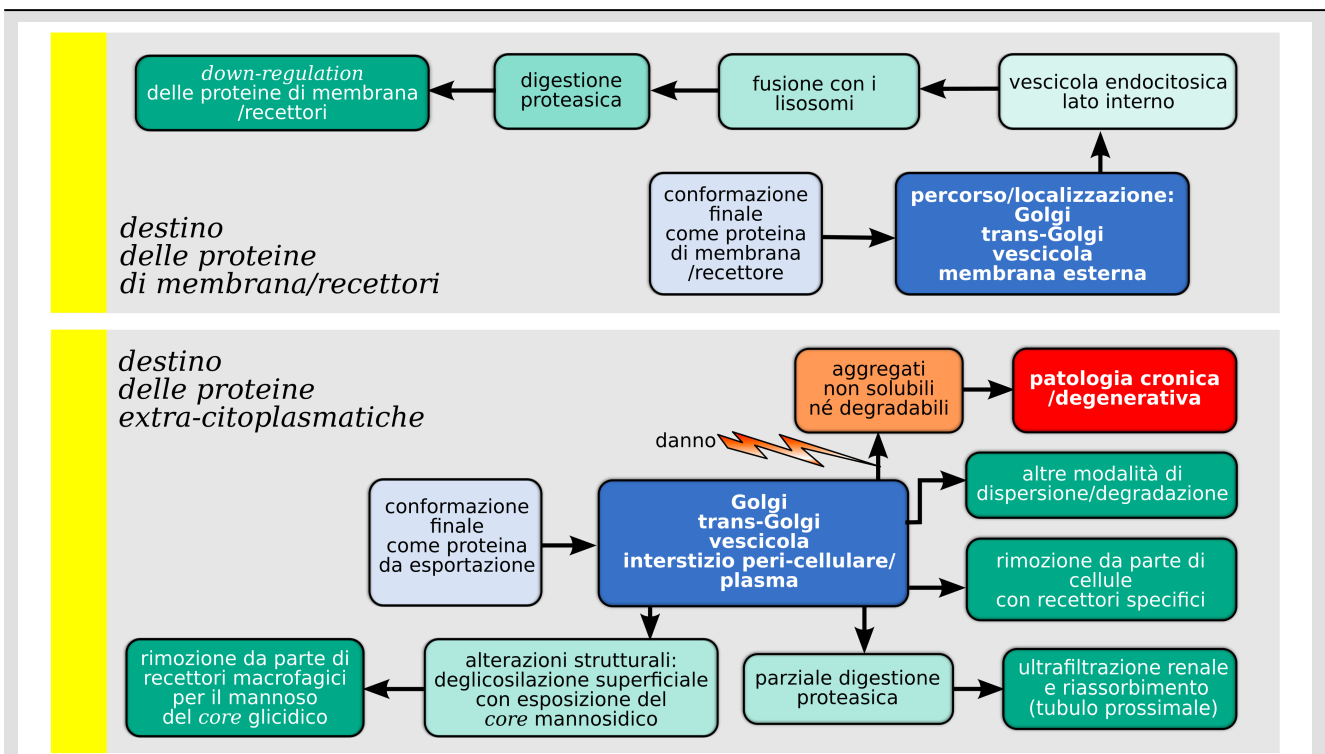 down-regulation
delle proteine di membrana
/recettori
digestione
proteasica
fusione con i
lisosomi
vescicola endocitosica
lato interno
conformazione
finale
come proteina
di membrana
/recettore
percorso/localizzazione:
Golgi
trans-Golgi
vescicola
membrana esterna
destino
delle proteine
di membrana/recettori
destino
delle proteine
extra-citoplasmatiche
aggregati
non solubili
né degradabili
patologia cronica
/degenerativa
danno
altre modalità di
dispersione/degradazione
conformazione
finale
come proteina
da esportazione
Golgi
trans-Golgi
vescicola
interstizio peri-cellulare/
plasma
rimozione da parte di
cellule
con recettori specifici
rimozione da parte di
recettori macrofagici
per il mannoso
del core glicidico
alterazioni strutturali:
deglicosilazione superficiale
con esposizione del
core mannosidico
parziale digestione
proteasica
ultrafiltrazione renale
e riassorbimento
(tubulo prossimale)